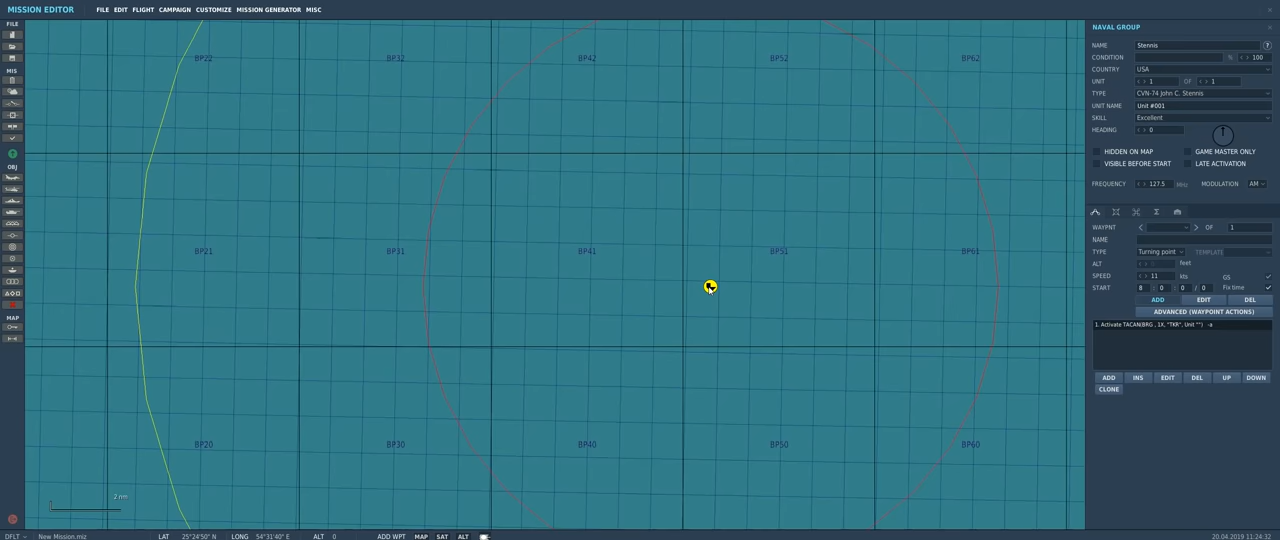 MISSION EDITOR FILE EDIT FLIGHT CAMPAIGN CUSTOMIZE MISSION GENERATOR MISC
FILE
MIS
OBJ
MAP
BP22 BP32 BP42 BP52 BP62
BP21 BP31 BP41 BP51 BP61
BP20 BP30 BP40 BP50 BP60
2 nm
NAVAL GROUP
NAME Stennis ?
CONDITION % < > 100
COUNTRY USA
UNIT < > 1 OF < > 1
TYPE CVN-74 John C. Stennis
UNIT NAME Unit #001
SKILL Excellent
HEADING < > 0
HIDDEN ON MAP GAME MASTER ONLY
VISIBLE BEFORE START LATE ACTIVATION
FREQUENCY < > 127.5 MHz MODULATION AM
WAYPNT < > OF 1
NAME
TYPE Turning point TEMPLATE
ALT < > feet
SPEED < > 11 kts GS
START 8 : 0 : 0 / 0 Fix time
ADD EDIT DEL
ADVANCED (WAYPOINT ACTIONS)
1. Activate TACAN(BRG , 1X, "TKR", Unit "") -a
ADD INS EDIT DEL UP DOWN
CLONE
DFLT New Mission.miz LAT 25°24'50" N LONG 54°31'40" E ALT 0 ADD WPT MAP SAT ALT 20.04.2019 11:24:32